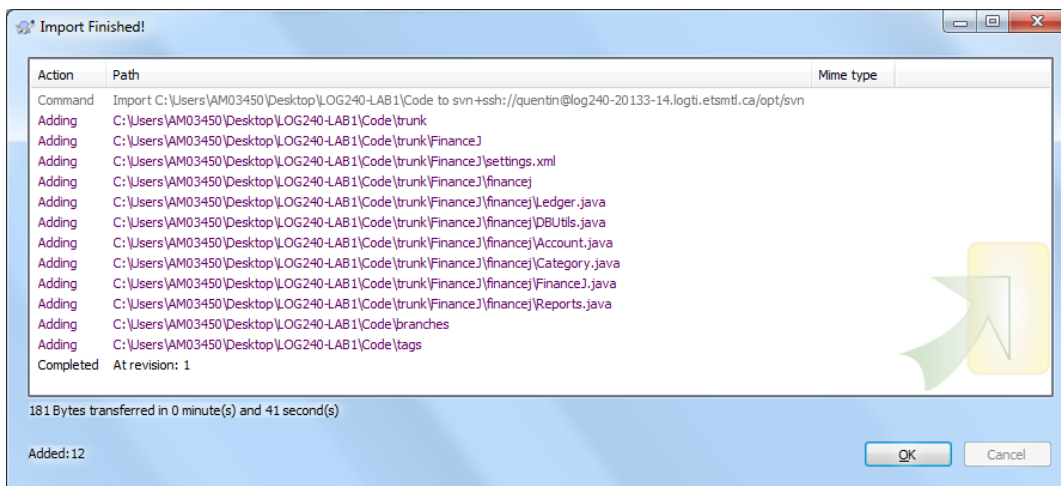 Import Finished!
Action Path Mime type
Command Import C:\Users\AM03450\Desktop\LOG240-LAB1\Code to svn+ssh://quentin@log240-20133-14.logti.etsmtl.ca/opt/svn
Adding C:\Users\AM03450\Desktop\LOG240-LAB1\Code\trunk
Adding C:\Users\AM03450\Desktop\LOG240-LAB1\Code\trunk\FinanceJ
Adding C:\Users\AM03450\Desktop\LOG240-LAB1\Code\trunk\FinanceJ\settings.xml
Adding C:\Users\AM03450\Desktop\LOG240-LAB1\Code\trunk\FinanceJ\financej
Adding C:\Users\AM03450\Desktop\LOG240-LAB1\Code\trunk\FinanceJ\financej\Ledger.java
Adding C:\Users\AM03450\Desktop\LOG240-LAB1\Code\trunk\FinanceJ\financej\DBUtils.java
Adding C:\Users\AM03450\Desktop\LOG240-LAB1\Code\trunk\FinanceJ\financej\Account.java
Adding C:\Users\AM03450\Desktop\LOG240-LAB1\Code\trunk\FinanceJ\financej\Category.java
Adding C:\Users\AM03450\Desktop\LOG240-LAB1\Code\trunk\FinanceJ\financej\FinanceJ.java
Adding C:\Users\AM03450\Desktop\LOG240-LAB1\Code\trunk\FinanceJ\financej\Reports.java
Adding C:\Users\AM03450\Desktop\LOG240-LAB1\Code\branches
Adding C:\Users\AM03450\Desktop\LOG240-LAB1\Code\tags
Completed At revision: 1
181 Bytes transferred in 0 minute(s) and 41 second(s)
Added:12 OK Cancel